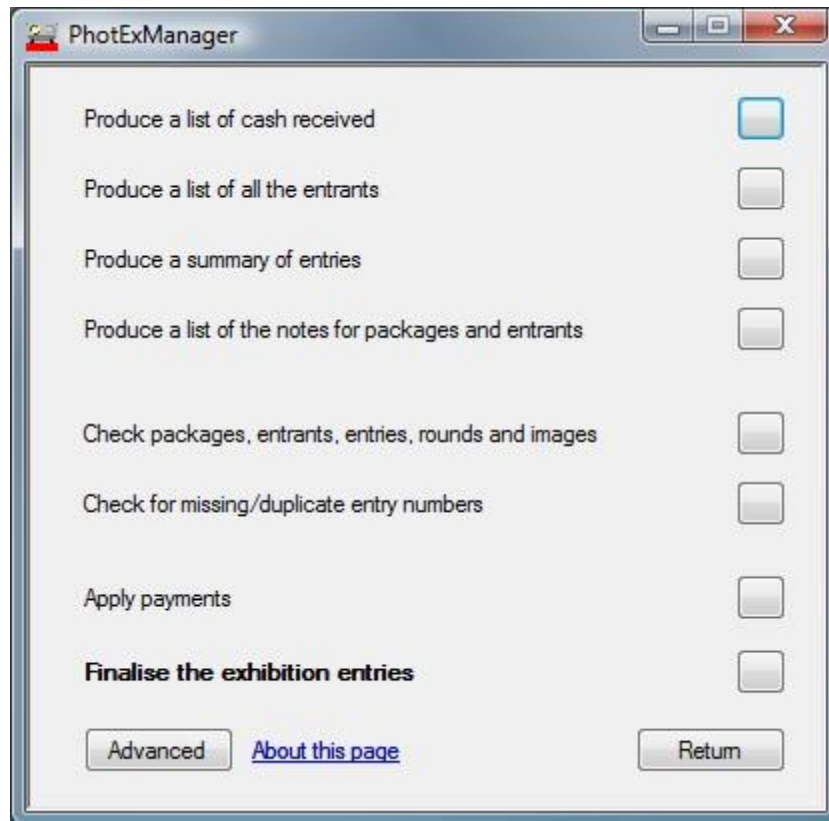 PhotExManager
Produce a list of cash received
Produce a list of all the entrants
Produce a summary of entries
Produce a list of the notes for packages and entrants
Check packages, entrants, entries, rounds and images
Check for missing/duplicate entry numbers
Apply payments
Finalise the exhibition entries
Advanced About this page Return